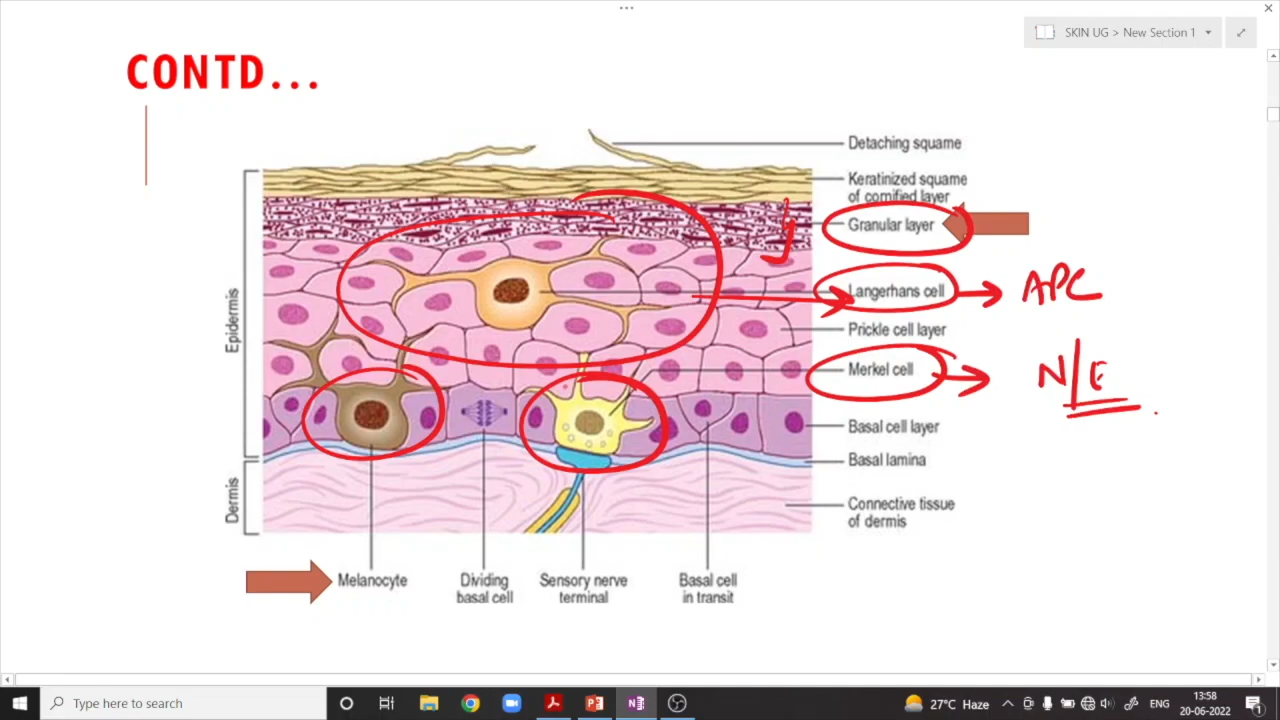 SKIN UG > New Section 1
CONTD...
Detaching squame
Keratinized squame
of cornified layer
Granular layer
Langerhans cell
APC
Prickle cell layer
Merkel cell
N/E
Basal cell layer
Basal lamina
Connective tissue
of dermis
Epidermis
Dermis
Melanocyte
Dividing
basal cell
Sensory nerve
terminal
Basal cell
in transit
Type here to search
27°C Haze
ENG
13:58
20-06-2022
1